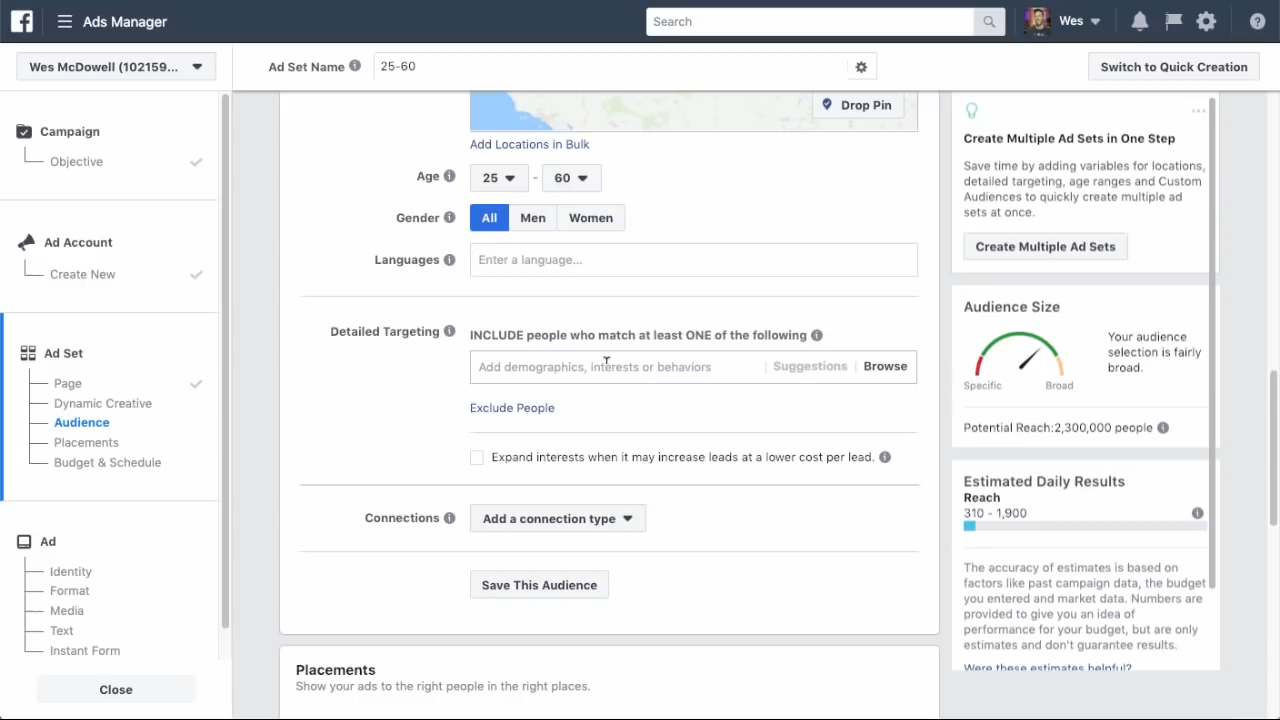 Ads Manager
Search
Wes
Wes McDowell (102159...
Ad Set Name
25-60
Switch to Quick Creation
Campaign
Objective
Ad Account
Create New
Ad Set
Page
Dynamic Creative
Audience
Placements
Budget & Schedule
Ad
Identity
Format
Media
Text
Instant Form
Close
Drop Pin
Add Locations in Bulk
Age
25
-
60
Gender
All
Men
Women
Languages
Enter a language...
Detailed Targeting
INCLUDE people who match at least ONE of the following
Add demographics, interests or behaviors
Suggestions
Browse
Exclude People
Expand interests when it may increase leads at a lower cost per lead.
Connections
Add a connection type
Save This Audience
Placements
Show your ads to the right people in the right places.
Create Multiple Ad Sets in One Step
Save time by adding variables for locations,
detailed targeting, age ranges and Custom
Audiences to quickly create multiple ad
sets at once.
Create Multiple Ad Sets
Audience Size
Your audience
selection is fairly
broad.
Specific
Broad
Potential Reach:2,300,000 people
Estimated Daily Results
Reach
310 - 1,900
The accuracy of estimates is based on
factors like past campaign data, the budget
you entered and market data. Numbers are
provided to give you an idea of
performance for your budget, but are only
estimates and don't guarantee results.
Were these estimates helpful?